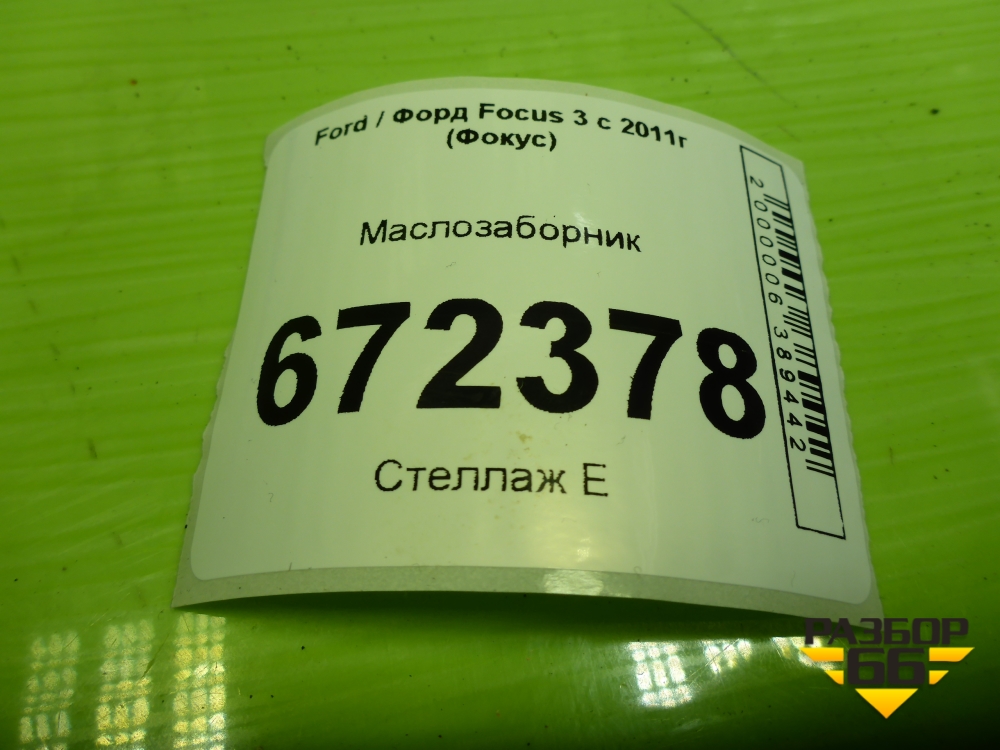 Ford / Форд Focus 3 с 2011г
(Фокус)
Маслозаборник
672378
Стеллаж Е
2000006389442
РАЗБОР
66